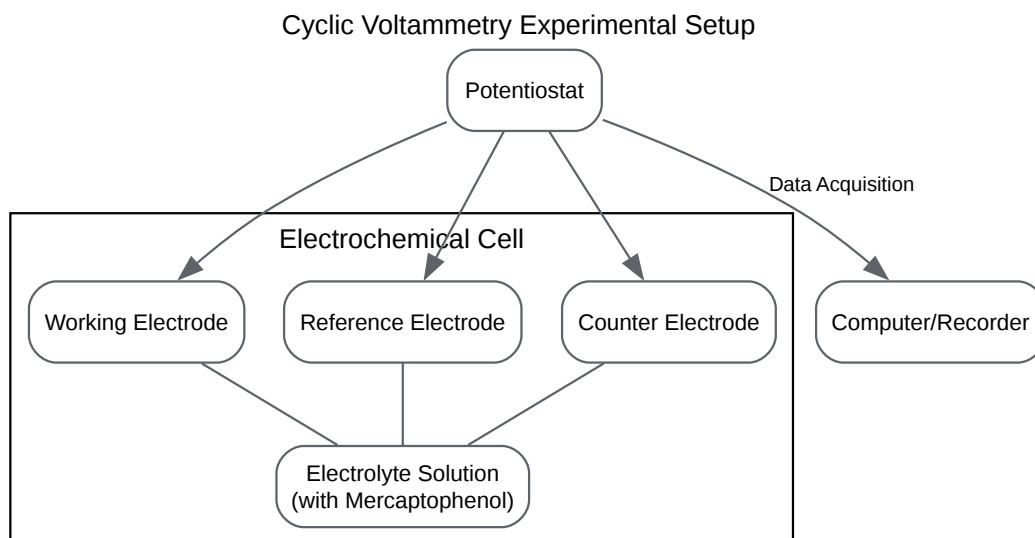 Cyclic Voltammetry Experimental Setup
Potentiostat
Data Acquisition
Electrochemical Cell
Working Electrode
Reference Electrode
Counter Electrode
Computer/Recorder
Electrolyte Solution
(with Mercaptophenol)